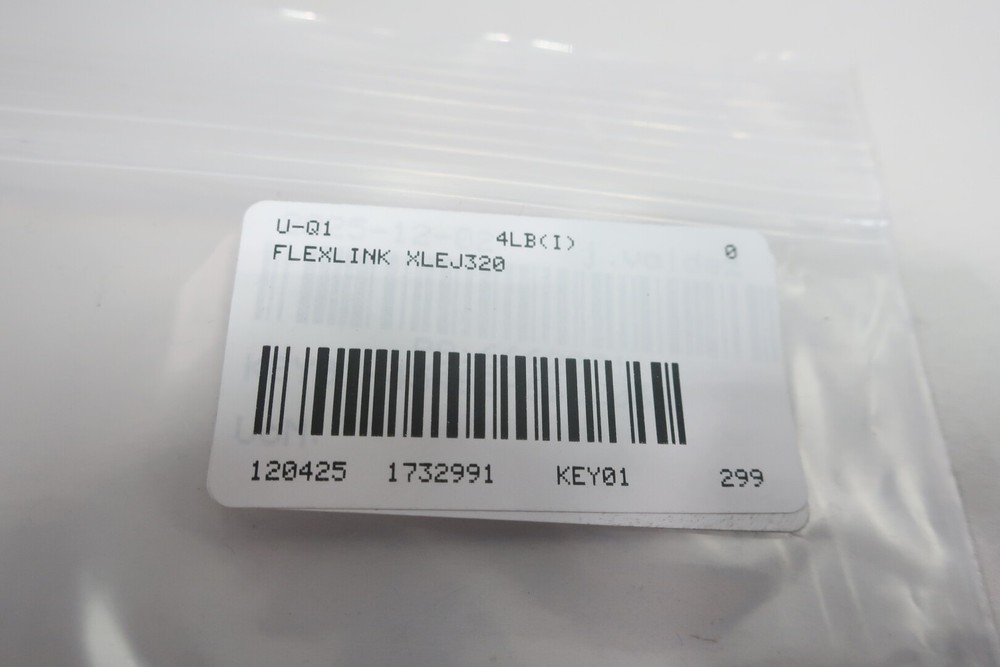 U-Q1 4LB(I) 0
FLEXLINK XLEJ320
120425 1732991 KEY01 299